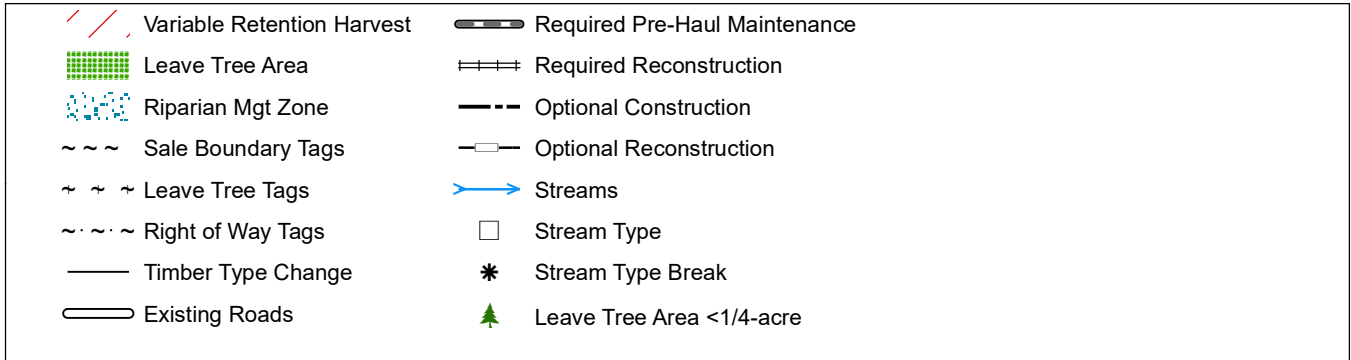 Variable Retention Harvest
Leave Tree Area
Riparian Mgt Zone
Sale Boundary Tags
Leave Tree Tags
Right of Way Tags
Timber Type Change
Existing Roads
Required Pre-Haul Maintenance
Required Reconstruction
Optional Construction
Optional Reconstruction
Streams
Stream Type
Stream Type Break
Leave Tree Area <1/4-acre